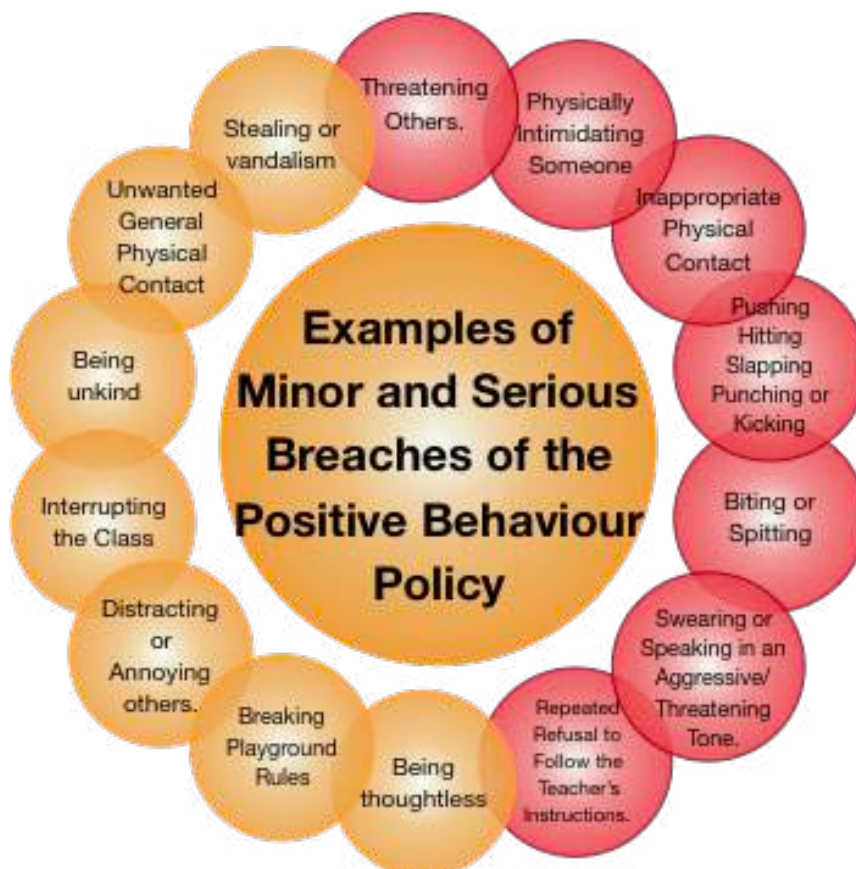 Examples of
Minor and Serious
Breaches of the
Positive Behaviour
Policy
Threatening
Others.
Physically
Intimidating
Someone
Inappropriate
Physical
Contact
Pushing
Hitting
Slapping
Punching or
Kicking
Biting or
Spitting
Swearing or
Speaking in an
Aggressive/
Threatening
Tone.
Repeated
Refusal to
Follow the
Teacher's
Instructions.
Being
thoughtless
Breaking
Playground
Rules
Distracting
or
Annoying
others.
Interrupting
the Class
Being
unkind
Unwanted
General
Physical
Contact
Stealing or
vandalism